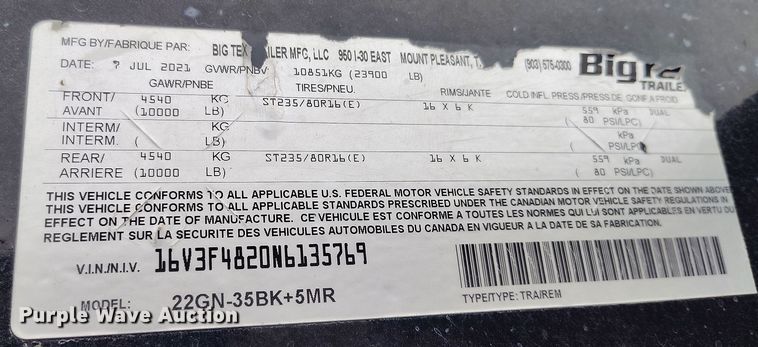 MFG BY/FABRIQUE PAR: BIG TEX TRAILER MFG, LLC 950 I-30 EAST MOUNT PLEASANT, T (903) 575-0300 Big
TRAILE
DATE: 7 JUL 2021 GVWR/PNBV 10851KG (23900 LB)
GAWR/PNBE TIRES/PNEU. RIMS/JANTE COLD INFL. PRESS/PRESS.DE GONF.A FROID
FRONT/ 4540 KG ST235/80R16(E) 16 X 6 K 559 kPa DUAL
AVANT (10000 LB) ( 80 PSI/LPC)
INTERM/ KG kPa
INTERM. ( LB) ( PSI/LPC)
REAR/ 4540 KG ST235/80R16(E) 16 X 6 K 559 kPa DUAL
ARRIERE (10000 LB) ( 80 PSI/LPC)
THIS VEHICLE CONFORMS TO ALL APPLICABLE U.S. FEDERAL MOTOR VEHICLE SAFETY STANDARDS IN EFFECT ON THE DATE SHOWN ABOVE
THIS VEHICLE CONFORMS TO ALL APPLICABLE STANDARDS PRESCRIBED UNDER THE CANADIAN MOTOR VEHICLE SAFETY REGULATIONS IN
EFFECT ON THE DATE OF MANUFACTURE. CE VEHICULE EST CONFORME A TOUTES LES NORMES QUI LUI SONT APPLICABLES EN VERTU DU
REGLEMENT SUR LA SECURITE DES VEHICULES AUTOMOBILES DU CANADA EN VIGUEUR A LA DATE DE SA FABRICATION.
V.I.N./N.I.V. 16V3F4820N6135769
MODEL: 22GN-35BK+5MR TYPE/TYPE: TRA/REM
Purple Wave Auction